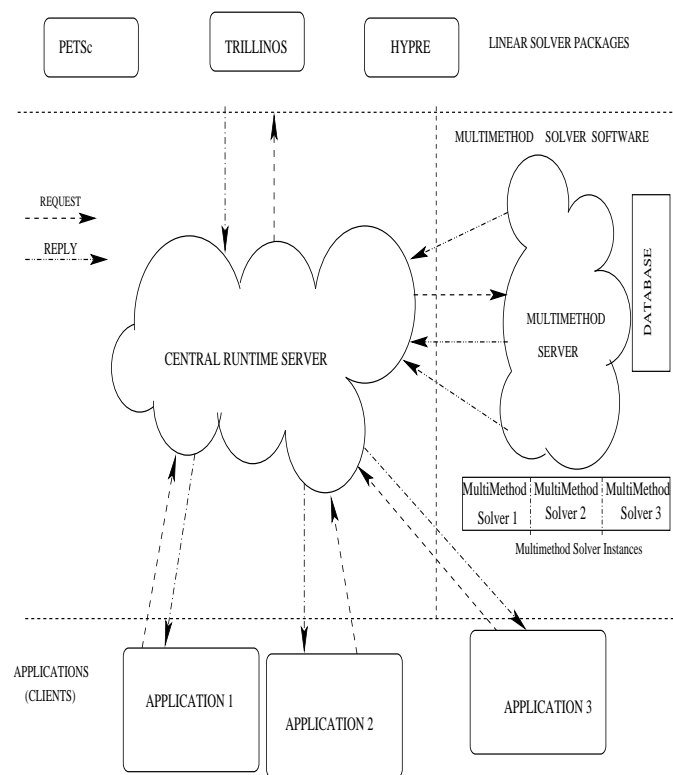 PETSc
TRILLINOS
HYPRE
LINEAR SOLVER PACKAGES
MULTIMETHOD SOLVER SOFTWARE
REQUEST
REPLY
CENTRAL RUNTIME SERVER
MULTIMETHOD
SERVER
DATABASE
MultiMethod
Solver 1
MultiMethod
Solver 2
MultiMethod
Solver 3
Multimethod Solver Instances
APPLICATIONS
(CLIENTS)
APPLICATION 1
APPLICATION 2
APPLICATION 3